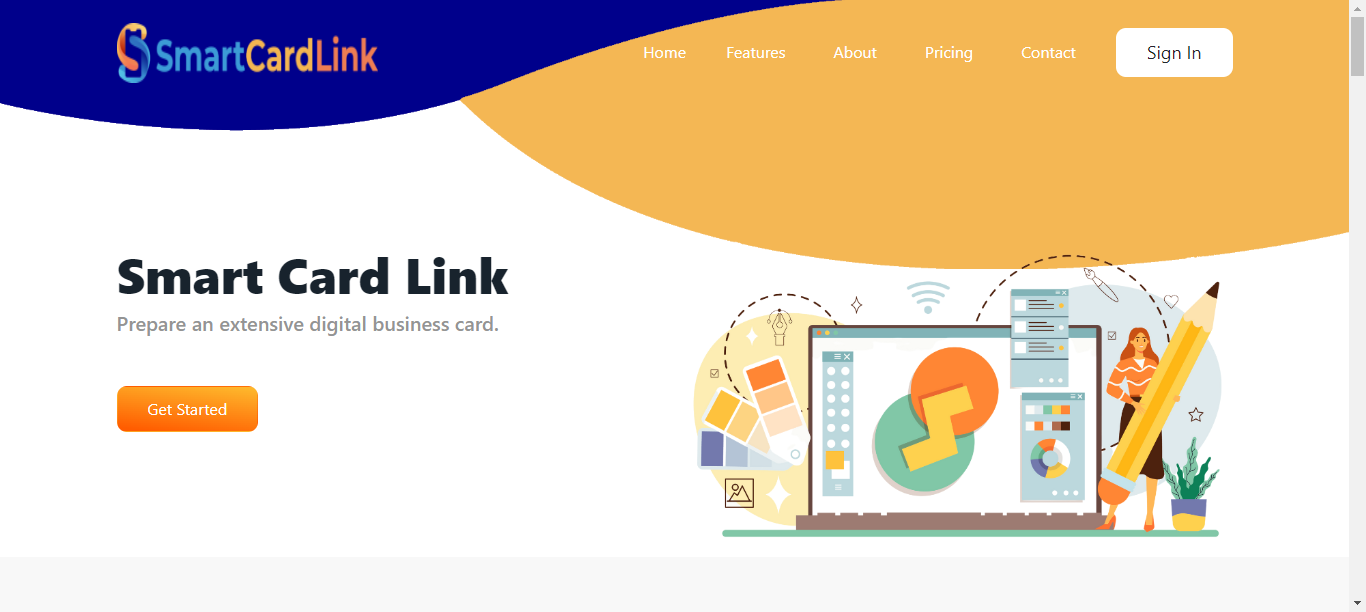 SmartCardLink
Home Features About Pricing Contact Sign In
Smart Card Link
Prepare an extensive digital business card.
Get Started